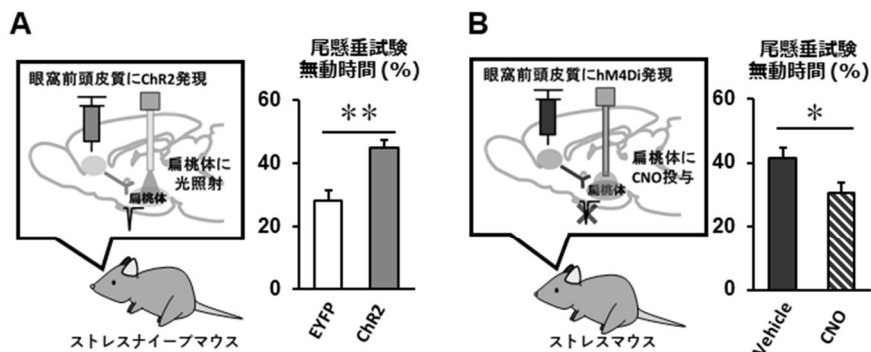 A
眼窩前頭皮質にChR2発現
扁桃体に
光照射
扁桃体
ストレスナイーブマウス
尾懸垂試験
無動時間(%)
60
40
20
0
**
EYFP
ChR2
B
眼窩前頭皮質にhM4Di発現
扁桃体に
CNO投与
扁桃体
ストレスマウス
尾懸垂試験
無動時間(%)
60
40
20
0
*
Vehicle
CNO